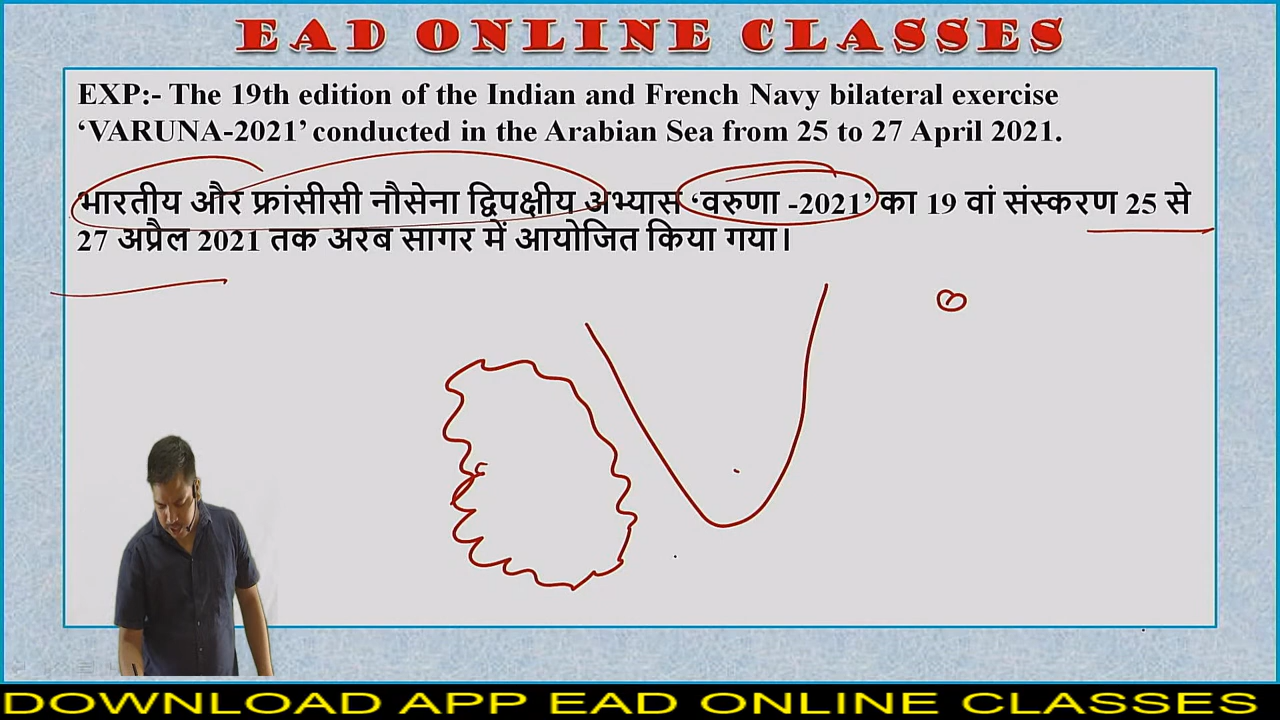 EAD ONLINE CLASSES
EXP:- The 19th edition of the Indian and French Navy bilateral exercise
‘VARUNA-2021’ conducted in the Arabian Sea from 25 to 27 April 2021.
भारतीय और फ्रांसीसी नौसेना द्विपक्षीय अभ्यास ‘वरुणा -2021’ का 19 वां संस्करण 25 से
27 अप्रैल 2021 तक अरब सागर में आयोजित किया गया।
DOWNLOAD APP EAD ONLINE CLASSES